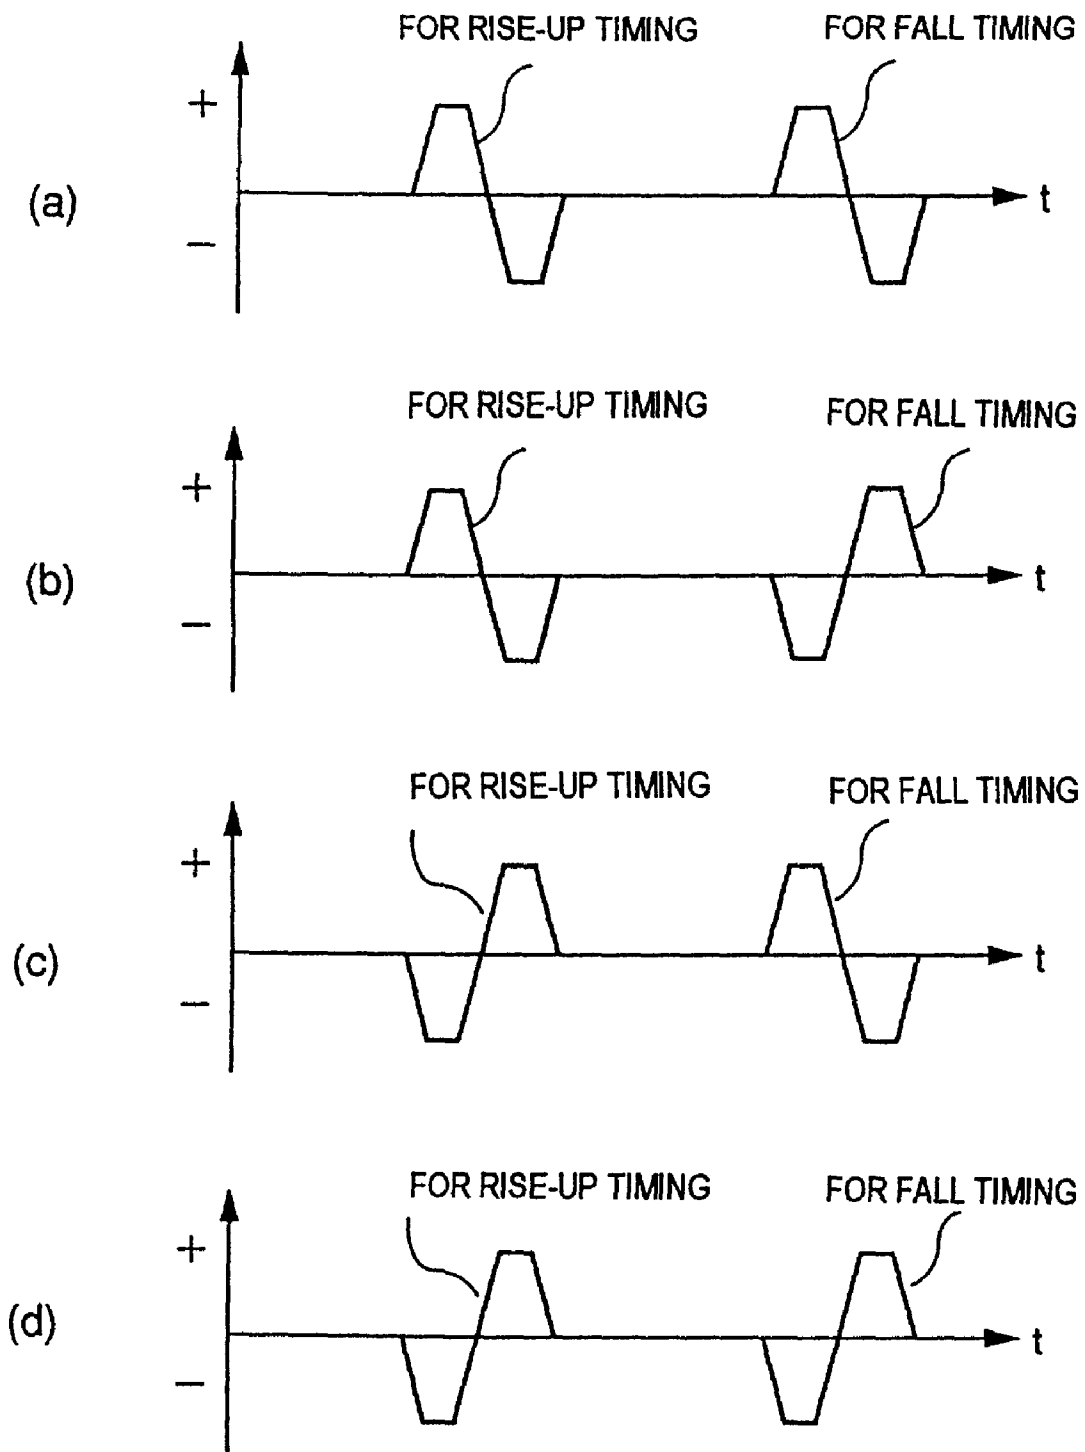 FOR RISE-UP TIMING FOR FALL TIMING
+
(a)
t
−
FOR RISE-UP TIMING FOR FALL TIMING
+
(b)
t
−
FOR RISE-UP TIMING FOR FALL TIMING
+
(c)
t
−
FOR RISE-UP TIMING FOR FALL TIMING
+
(d)
t
−